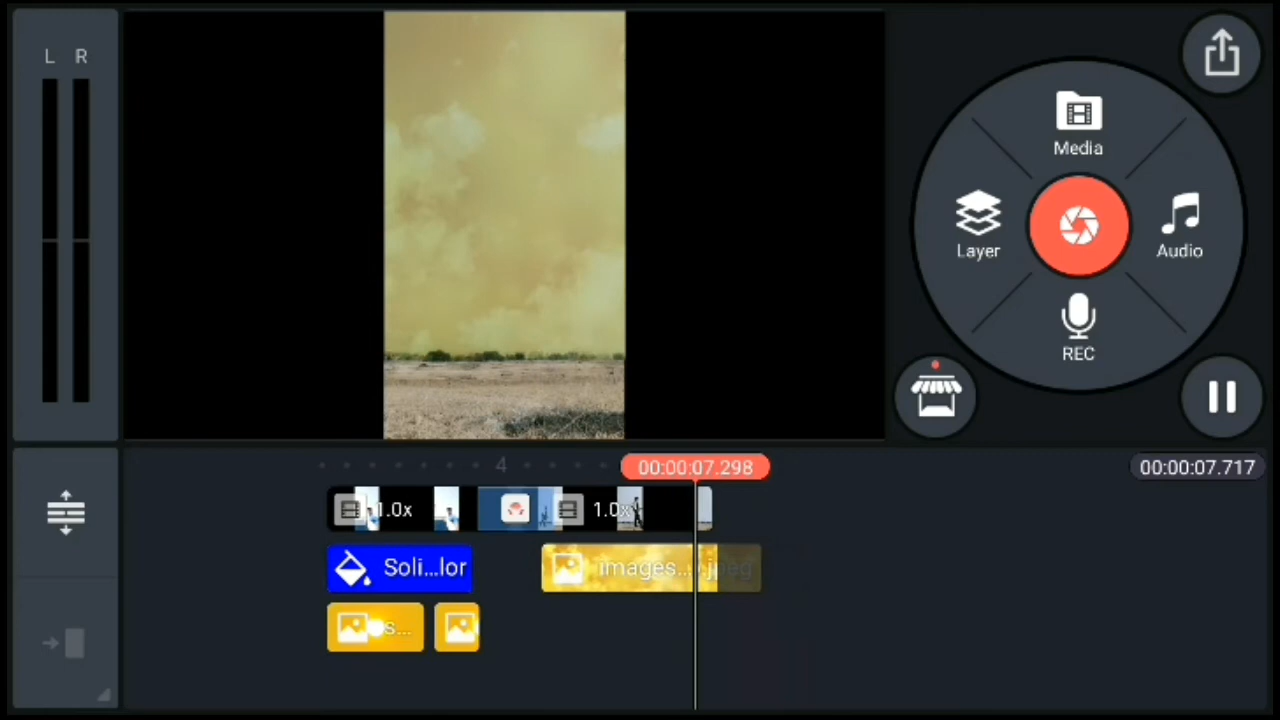 L R
Media
Layer
Audio
REC
4
00:00:07.298
00:00:07.717
1.0x
1.0x
Soli...lor
images...jpeg
s...